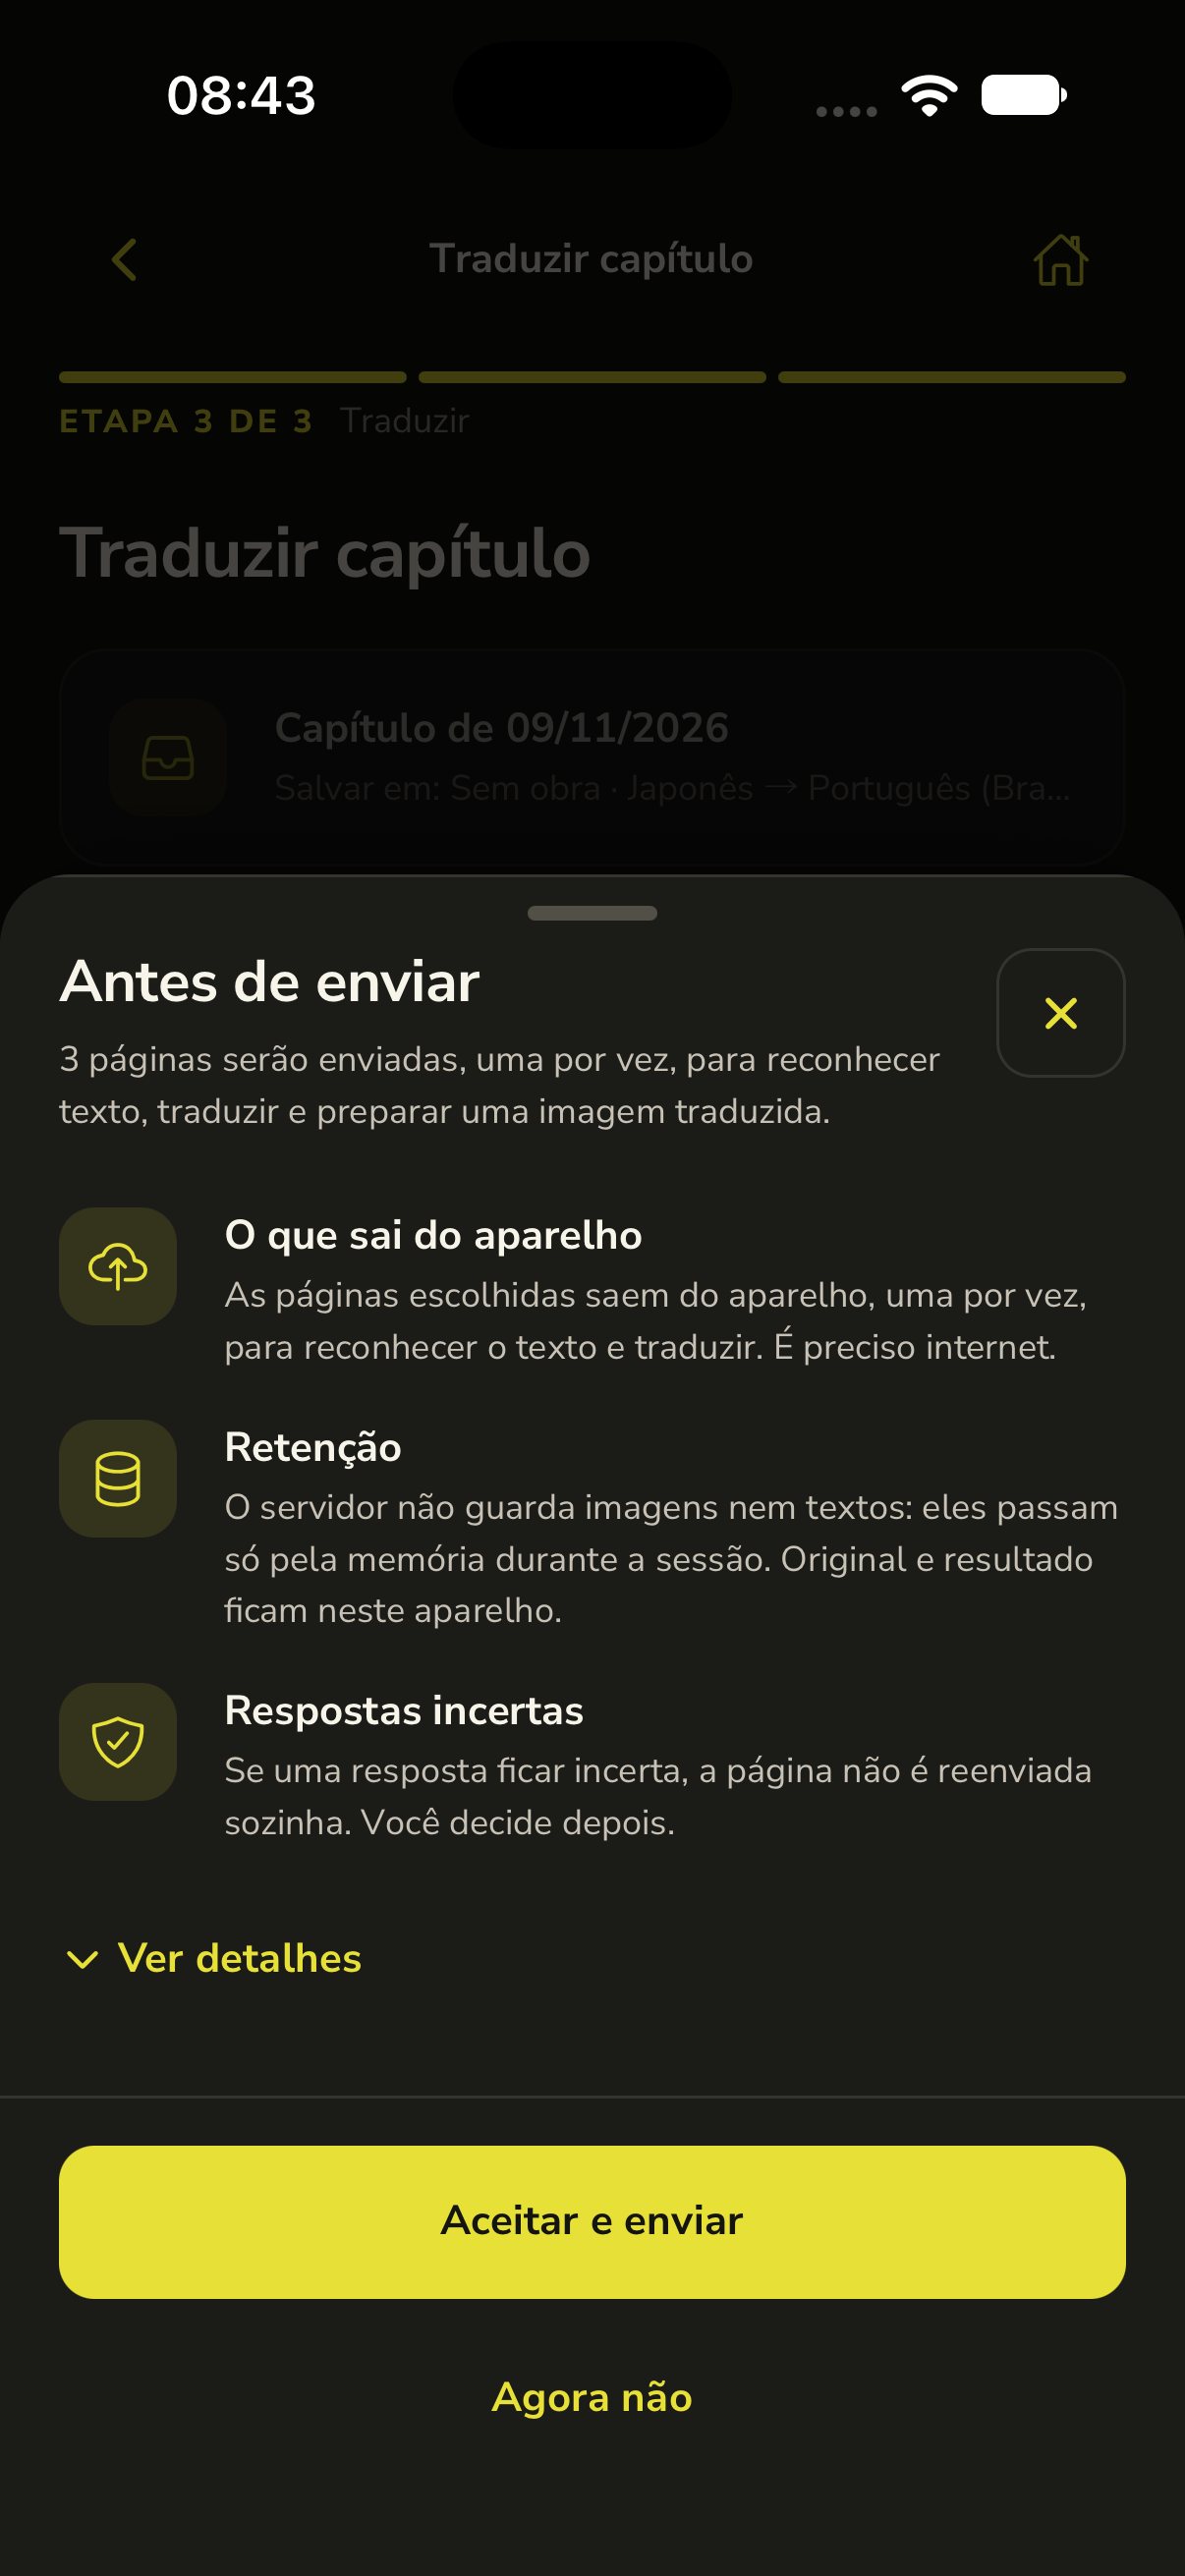 08:43
Traduzir capítulo
ETAPA 3 DE 3 Traduzir
Traduzir capítulo
Capítulo de 09/11/2026
Salvar em: Sem obra · Japonês → Português (Bra...
Antes de enviar
3 páginas serão enviadas, uma por vez, para reconhecer
texto, traduzir e preparar uma imagem traduzida.
O que sai do aparelho
As páginas escolhidas saem do aparelho, uma por vez,
para reconhecer o texto e traduzir. É preciso internet.
Retenção
O servidor não guarda imagens nem textos: eles passam
só pela memória durante a sessão. Original e resultado
ficam neste aparelho.
Respostas incertas
Se uma resposta ficar incerta, a página não é reenviada
sozinha. Você decide depois.
Ver detalhes
Aceitar e enviar
Agora não